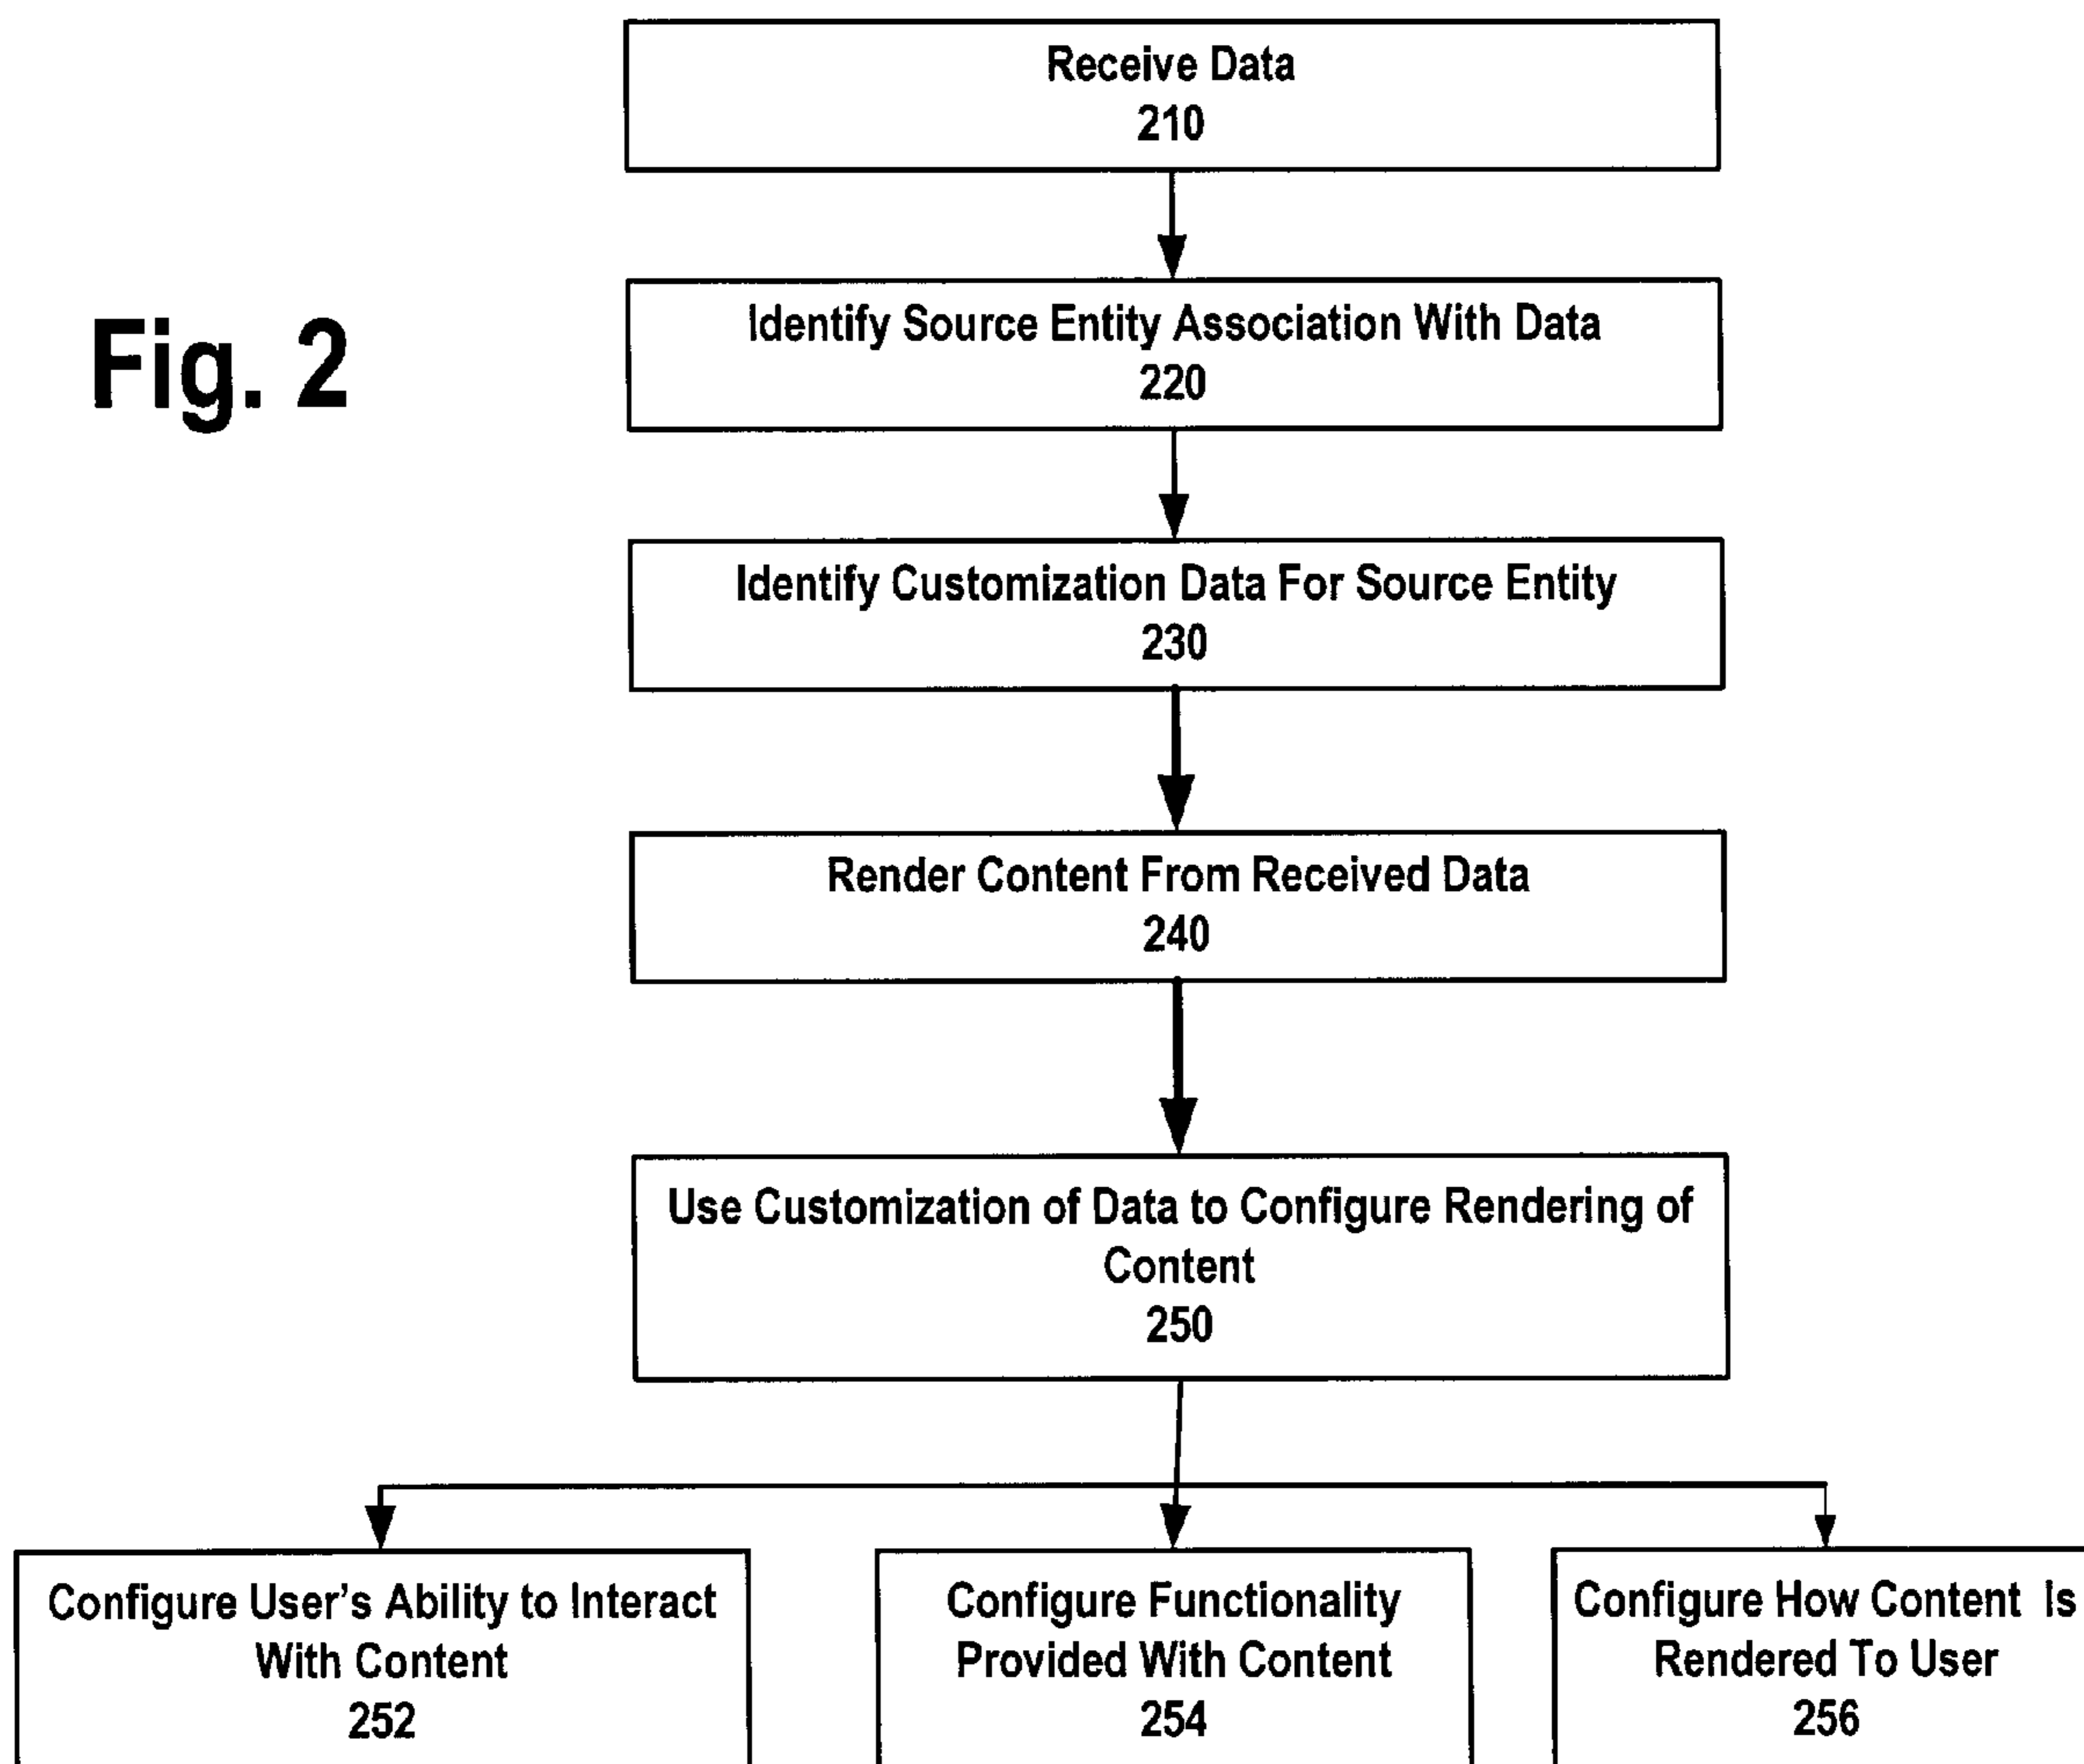 Receive Data
210
Fig. 2
Identify Source Entity Association With Data
220
Identify Customization Data For Source Entity
230
Render Content From Received Data
240
Use Customization of Data to Configure Rendering of
Content
250
Configure User's Ability to Interact
With Content
252
Configure Functionality
Provided With Content
254
Configure How Content Is
Rendered To User
256